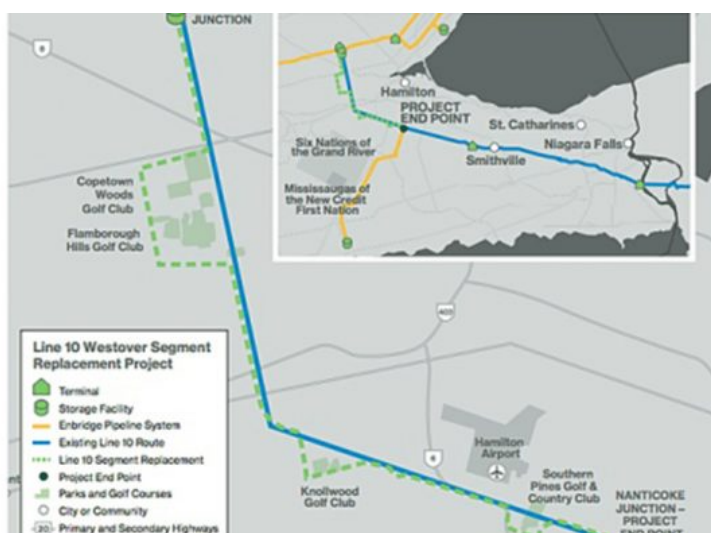 JUNCTION
6
Copetown
Woods
Golf Club
Flamborough
Hills Golf Club
Hamilton
PROJECT
END POINT
Six Nations of
the Grand River
Mississaugas of
the New Credit
First Nation
St. Catharines
Niagara Falls
Smithville
403
Line 10 Westover Segment
Replacement Project
Terminal
Storage Facility
Enbridge Pipeline System
Existing Line 10 Route
Line 10 Segment Replacement
Project End Point
Parks and Golf Courses
City or Community
20 Primary and Secondary Highways
Hamilton
Airport
6
Knollwood
Golf Club
Southern
Pines Golf &
Country Club
NANTICOKE
JUNCTION –
PROJECT
END POINT